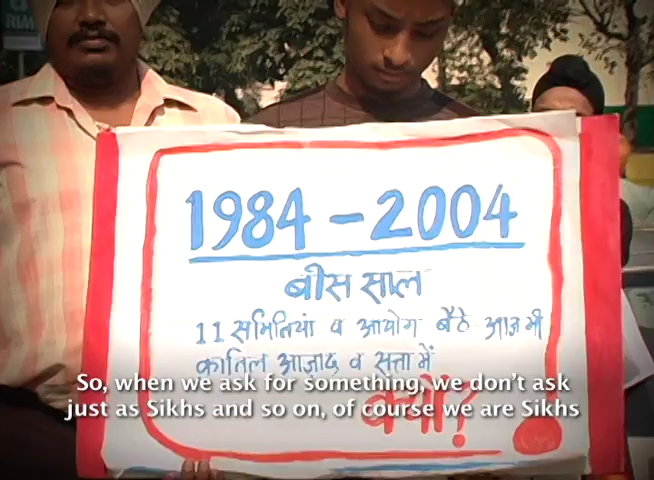 1984 – 2004
बीस साल
11 समितियां व आयोग बैठे आज भी
कातिल आज़ाद व सत्ता में
क्यों?
So, when we ask for something, we don't ask
just as Sikhs and so on, of course we are Sikhs